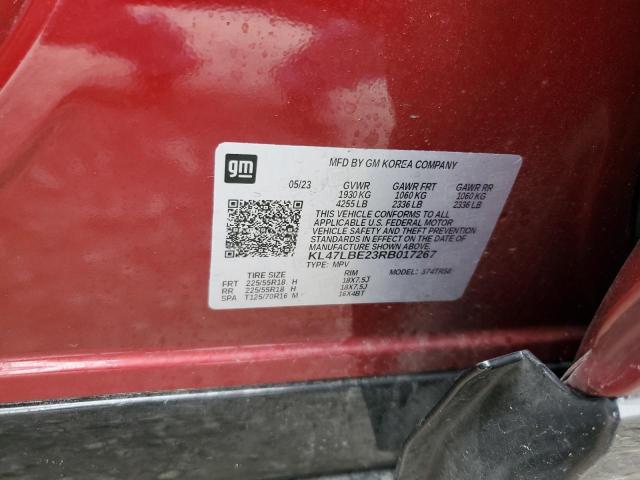 gm
MFD BY GM KOREA COMPANY
05/23 GVWR GAWR FRT GAWR RR
1930 KG 1060 KG 1060 KG
4255 LB 2336 LB 2336 LB
THIS VEHICLE CONFORMS TO ALL
APPLICABLE U.S. FEDERAL MOTOR
VEHICLE SAFETY AND THEFT PREVENTION
STANDARDS IN EFFECT ON THE DATE OF
MANUFACTURE SHOWN ABOVE.
KL47LBE23RB017267
TYPE: MPV MODEL:
TIRE SIZE RIM
FRT 225/55R18 H 18X7.5J
RR 225/55R18 H 18X7.5J
SPA T125/70R16 M 16X4BT